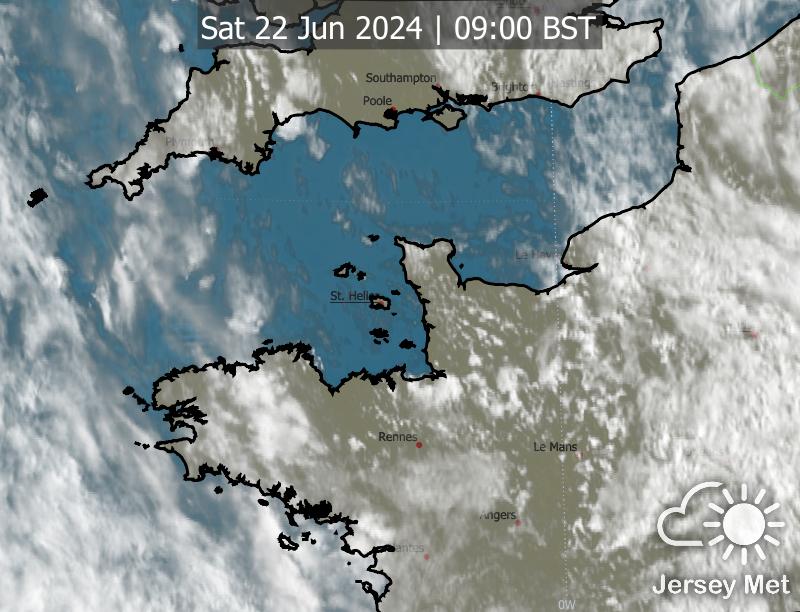 Sat 22 Jun 2024 | 09:00 BST
Southampton
Brighton
Hasting
Poole
Plymouth
Le Havre
St. Helier
Rennes
Le Mans
Angers
Nantes
Jersey Met
0W